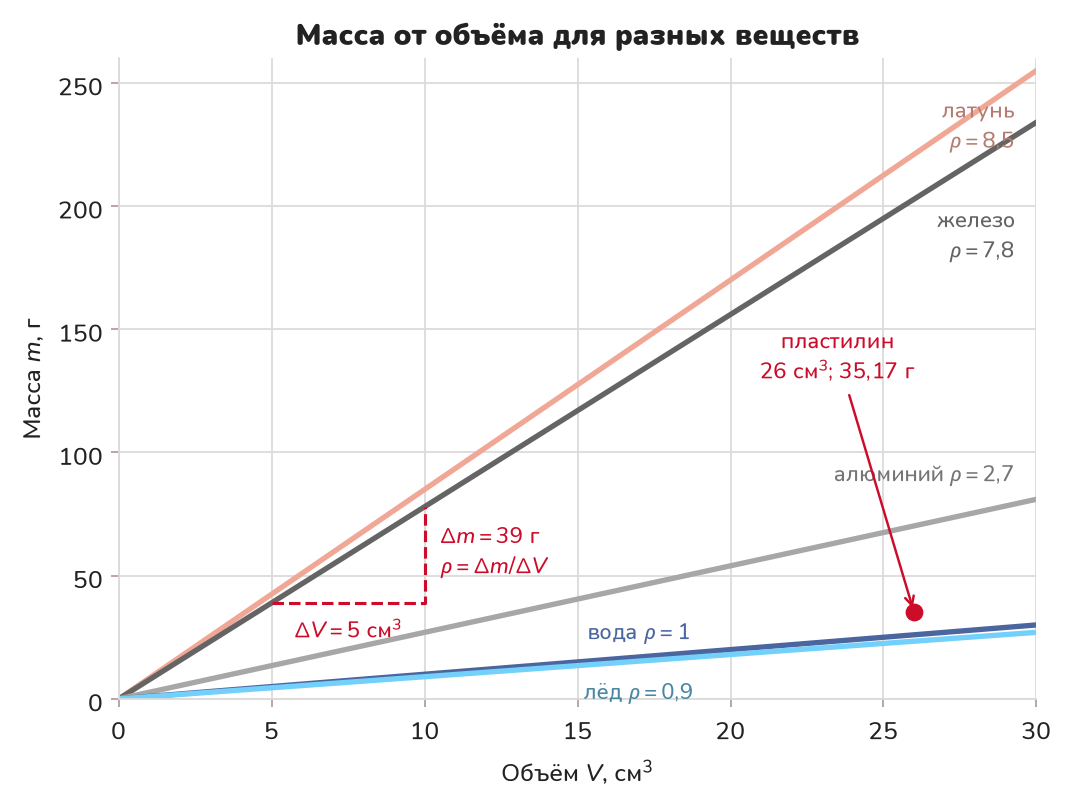 Масса от объёма для разных веществ
250
200
150
100
50
0
Масса m, г
латунь
ρ = 8,5
железо
ρ = 7,8
пластилин
26 см³; 35,17 г
алюминий ρ = 2,7
Δm = 39 г
ρ = Δm/ΔV
ΔV = 5 см³
вода ρ = 1
лёд ρ = 0,9
0 5 10 15 20 25 30
Объём V, см³